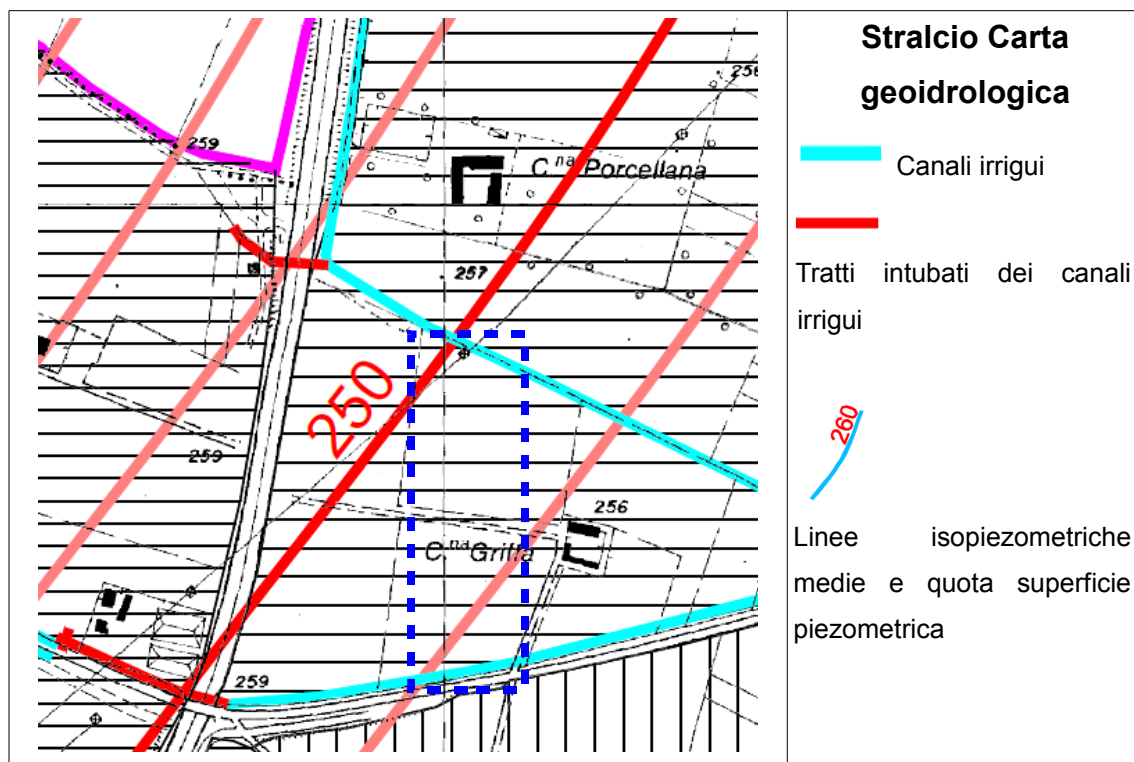 259
256
Cna Porcellana
257
250
259
256
Cna Griffa
259
Stralcio Carta
geoidrologica
Canali irrigui
Tratti intubati dei canali
irrigui
260
Linee isopiezometriche
medie e quota superficie
piezometrica